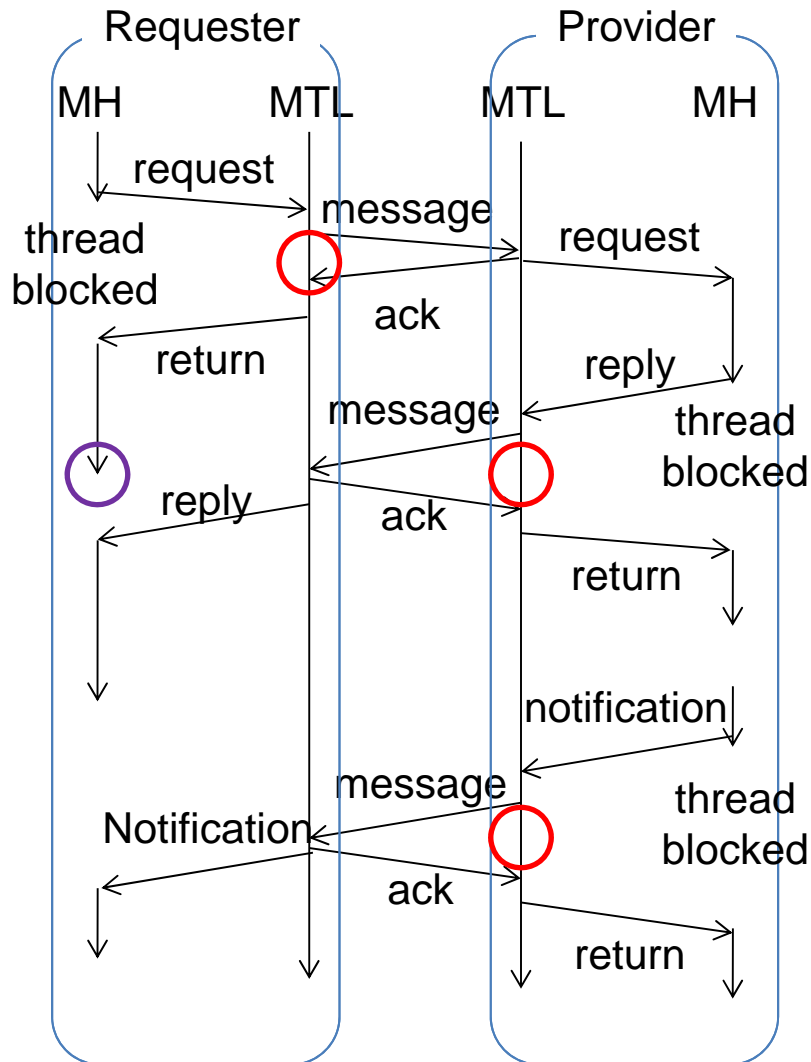 Requester
Provider
MH
MTL
MTL
MH
request
message
request
thread
blocked
ack
return
reply
message
thread
blocked
reply
ack
return
notification
message
thread
blocked
Notification
ack
return